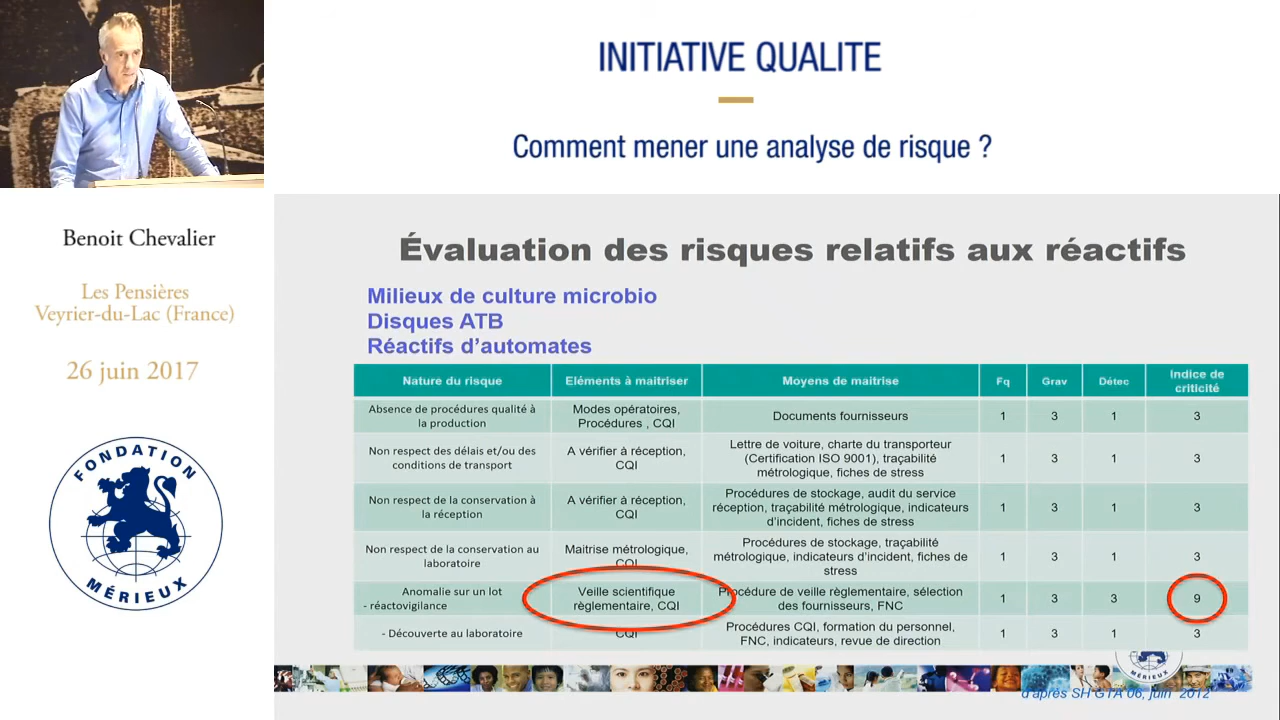 INITIATIVE QUALITE
Comment mener une analyse de risque ?
Benoit Chevalier
Les Pensières
Veyrier-du-Lac (France)
26 juin 2017
FONDATION
MÉRIEUX
Évaluation des risques relatifs aux réactifs
Milieux de culture microbio
Disques ATB
Réactifs d'automates
Nature du risque
Eléments à maitriser
Moyens de maitrise
Fq
Grav
Détec
Indice de
criticité
Absence de procédures qualité à
la production
Modes opératoires,
Procédures , CQI
Documents fournisseurs
1
3
1
3
Non respect des délais et/ou des
conditions de transport
A vérifier à réception,
CQI
Lettre de voiture, charte du transporteur
(Certification ISO 9001), traçabilité
métrologique, fiches de stress
1
3
1
3
Non respect de la conservation à
la réception
A vérifier à réception,
CQI
Procédures de stockage, audit du service
réception, traçabilité métrologique, indicateurs
d'incident, fiches de stress
1
3
1
3
Non respect de la conservation au
laboratoire
Maitrise métrologique,
CQI
Procédures de stockage, traçabilité
métrologique, indicateurs d'incident, fiches de
stress
1
3
1
3
Anomalie sur un lot
- réactovigilance
Veille scientifique
règlementaire, CQI
Procédure de veille règlementaire, sélection
des fournisseurs, FNC
1
3
3
9
- Découverte au laboratoire
CQI
Procédures CQI, formation du personnel,
FNC, indicateurs, revue de direction
1
3
1
3
MÉRIEUX
d'après SH GTA 06, juin 2012